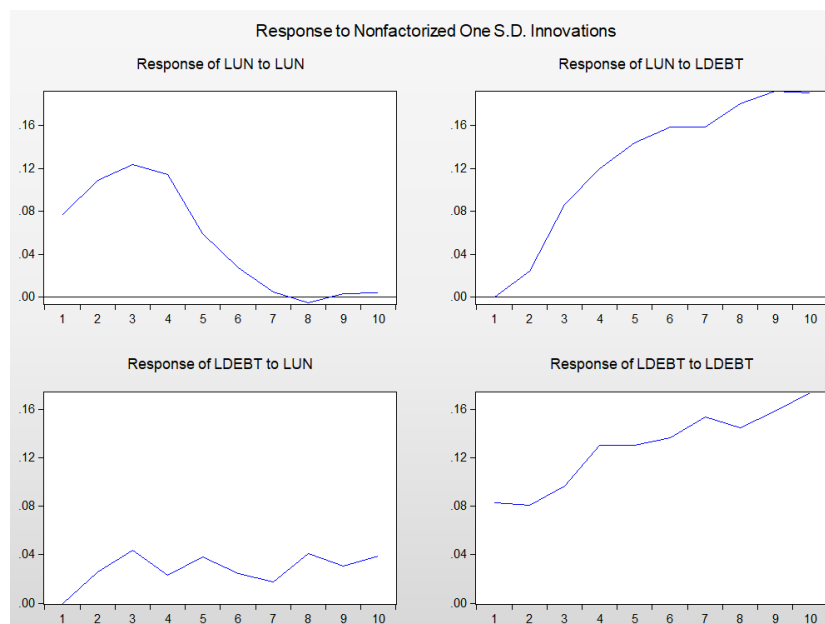 Response to Nonfactorized One S.D. Innovations
Response of LUN to LUN
.16
.12
.08
.04
.00
1 2 3 4 5 6 7 8 9 10
Response of LUN to LDEBT
.16
.12
.08
.04
.00
1 2 3 4 5 6 7 8 9 10
Response of LDEBT to LUN
.16
.12
.08
.04
.00
1 2 3 4 5 6 7 8 9 10
Response of LDEBT to LDEBT
.16
.12
.08
.04
.00
1 2 3 4 5 6 7 8 9 10